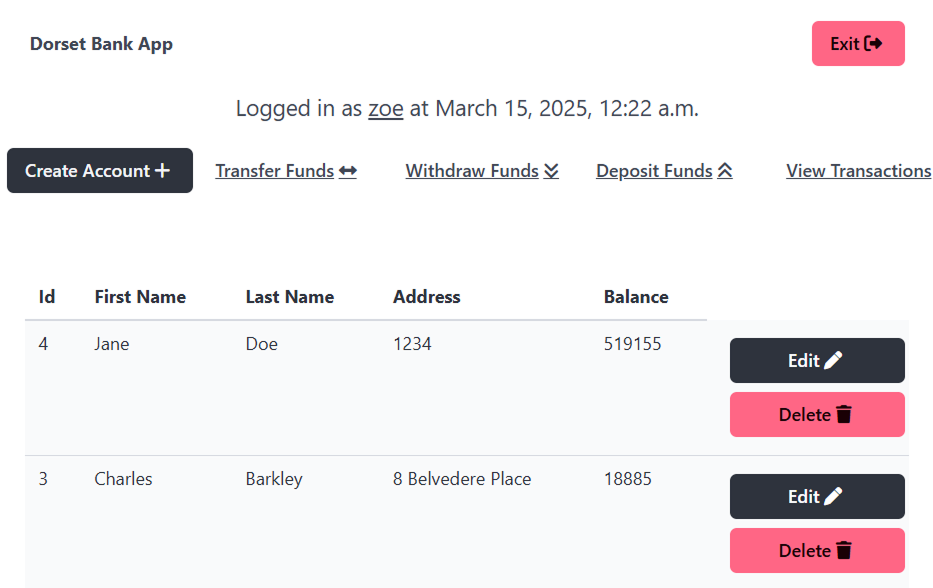 Dorset Bank App Exit
Logged in as zoe at March 15, 2025, 12:22 a.m.
Create Account Transfer Funds Withdraw Funds Deposit Funds View Transactions
Id First Name Last Name Address Balance
4 Jane Doe 1234 519155
Edit
Delete
3 Charles Barkley 8 Belvedere Place 18885
Edit
Delete